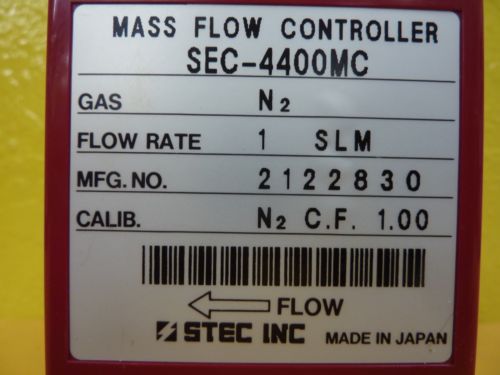 MASS FLOW CONTROLLER
SEC-4400MC
GAS N₂
FLOW RATE 1 SLM
MFG.NO. 2122830
CALIB. N₂ C.F. 1.00
FLOW
STEC INC MADE IN JAPAN